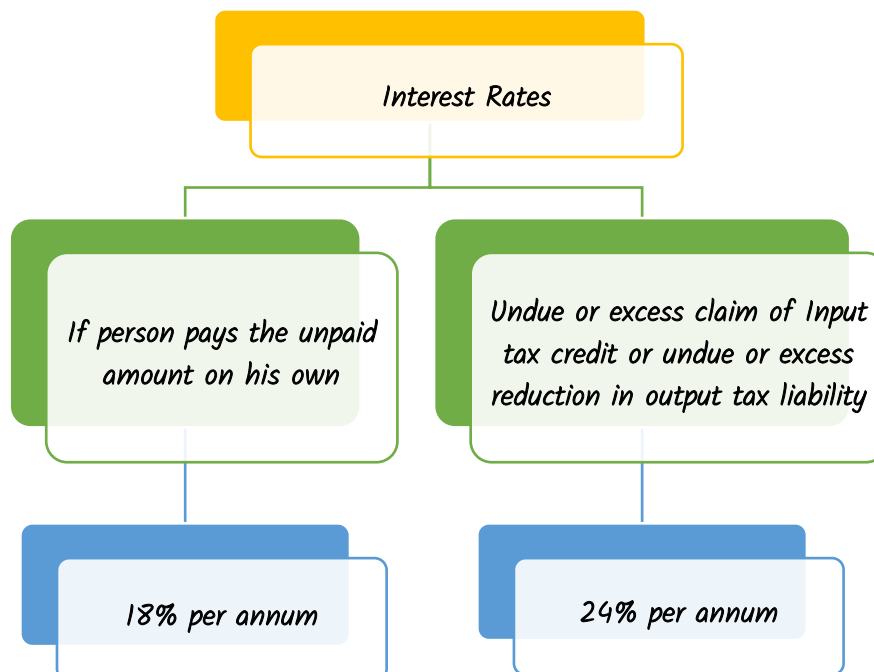 Interest Rates
If person pays the unpaid
amount on his own
Undue or excess claim of Input
tax credit or undue or excess
reduction in output tax liability
18% per annum
24% per annum